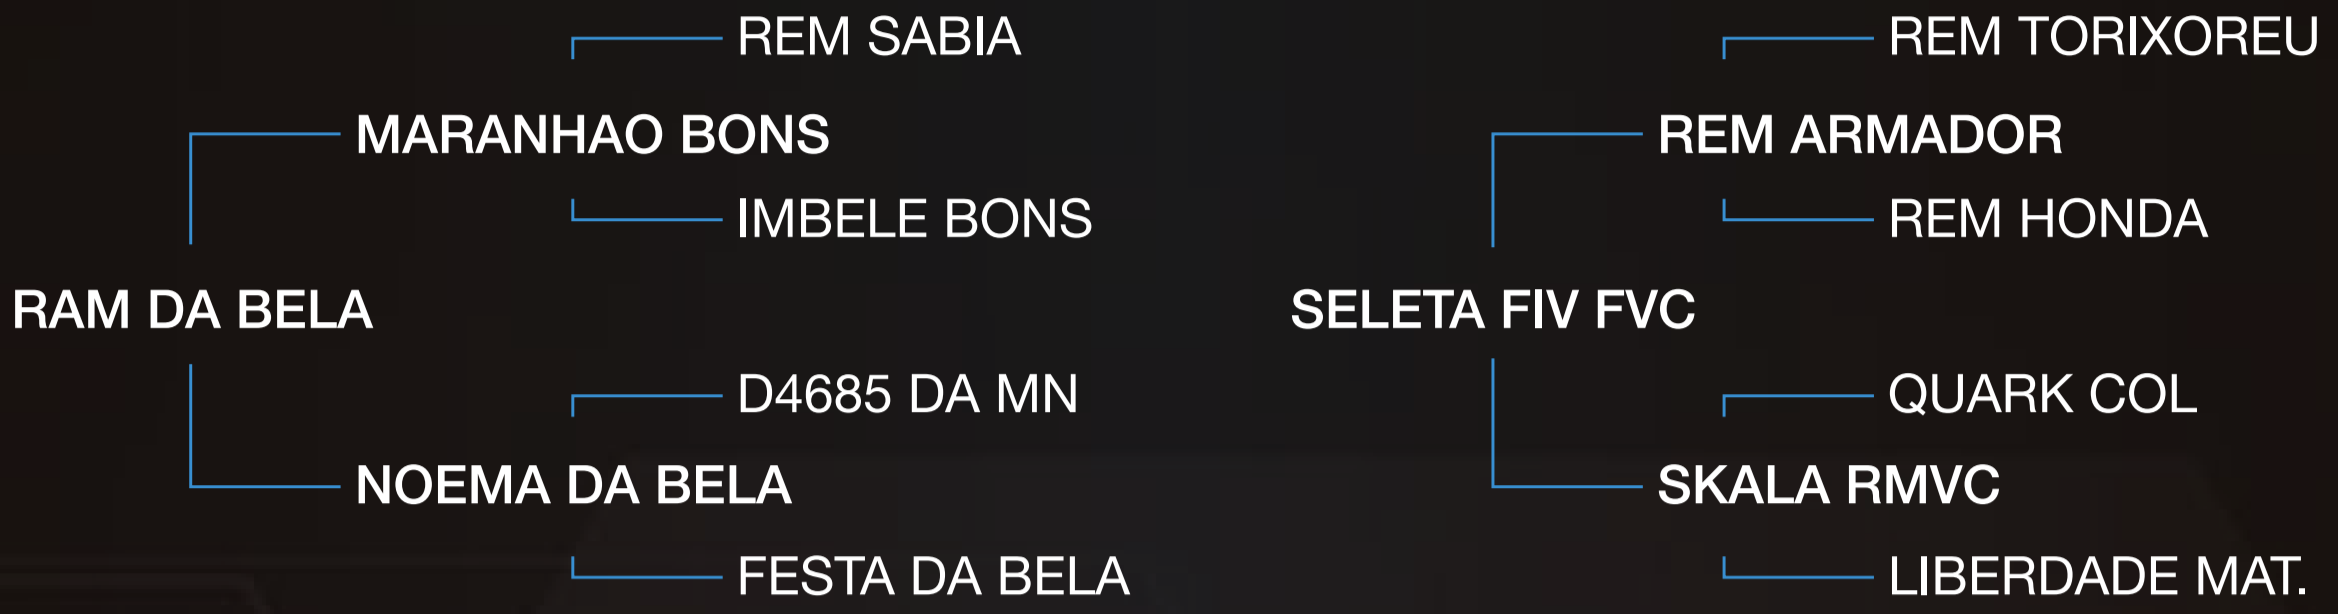 REM SABIA
MARANHAO BONS
IMBELE BONS
RAM DA BELA
D4685 DA MN
NOEMA DA BELA
FESTA DA BELA
REM TORIXOREU
REM ARMADOR
REM HONDA
SELETA FIV FVC
QUARK COL
SKALA RMVC
LIBERDADE MAT.